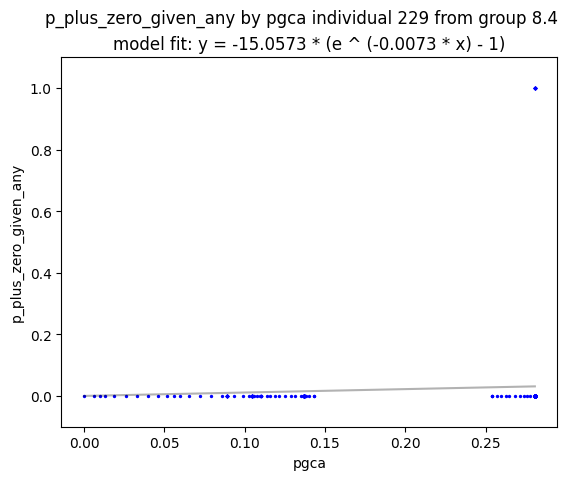 p_plus_zero_given_any by pgca individual 229 from group 8.4
model fit: y = -15.0573 * (e ^ (-0.0073 * x) - 1)
1.0
0.8
0.6
0.4
0.2
0.0
p_plus_zero_given_any
0.00 0.05 0.10 0.15 0.20 0.25
pgca